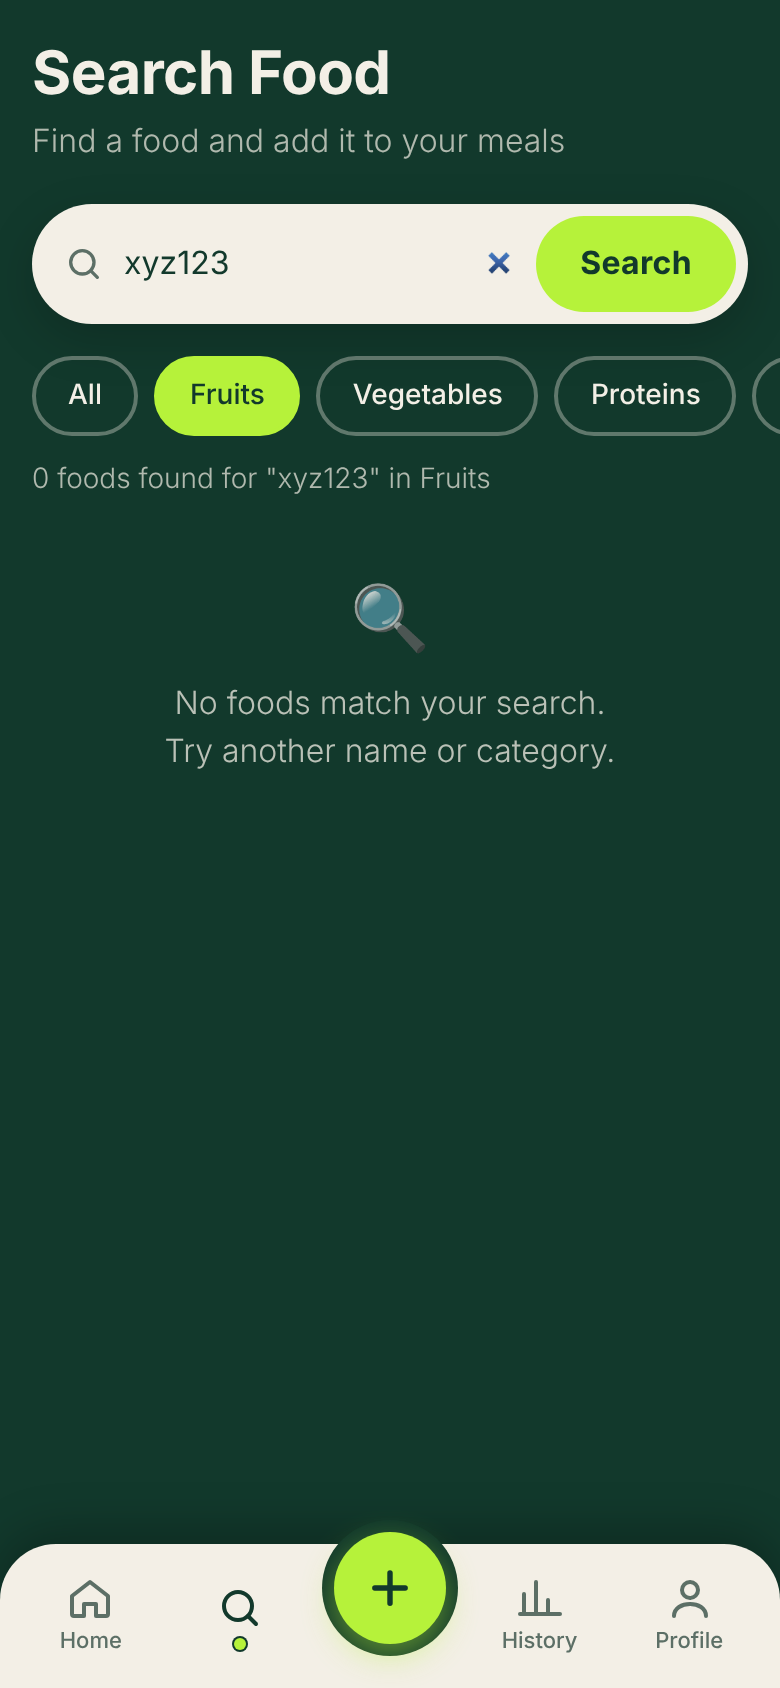 Search Food
Find a food and add it to your meals
xyz123
Search
All
Fruits
Vegetables
Proteins
0 foods found for "xyz123" in Fruits
No foods match your search.
Try another name or category.
Home
History
Profile